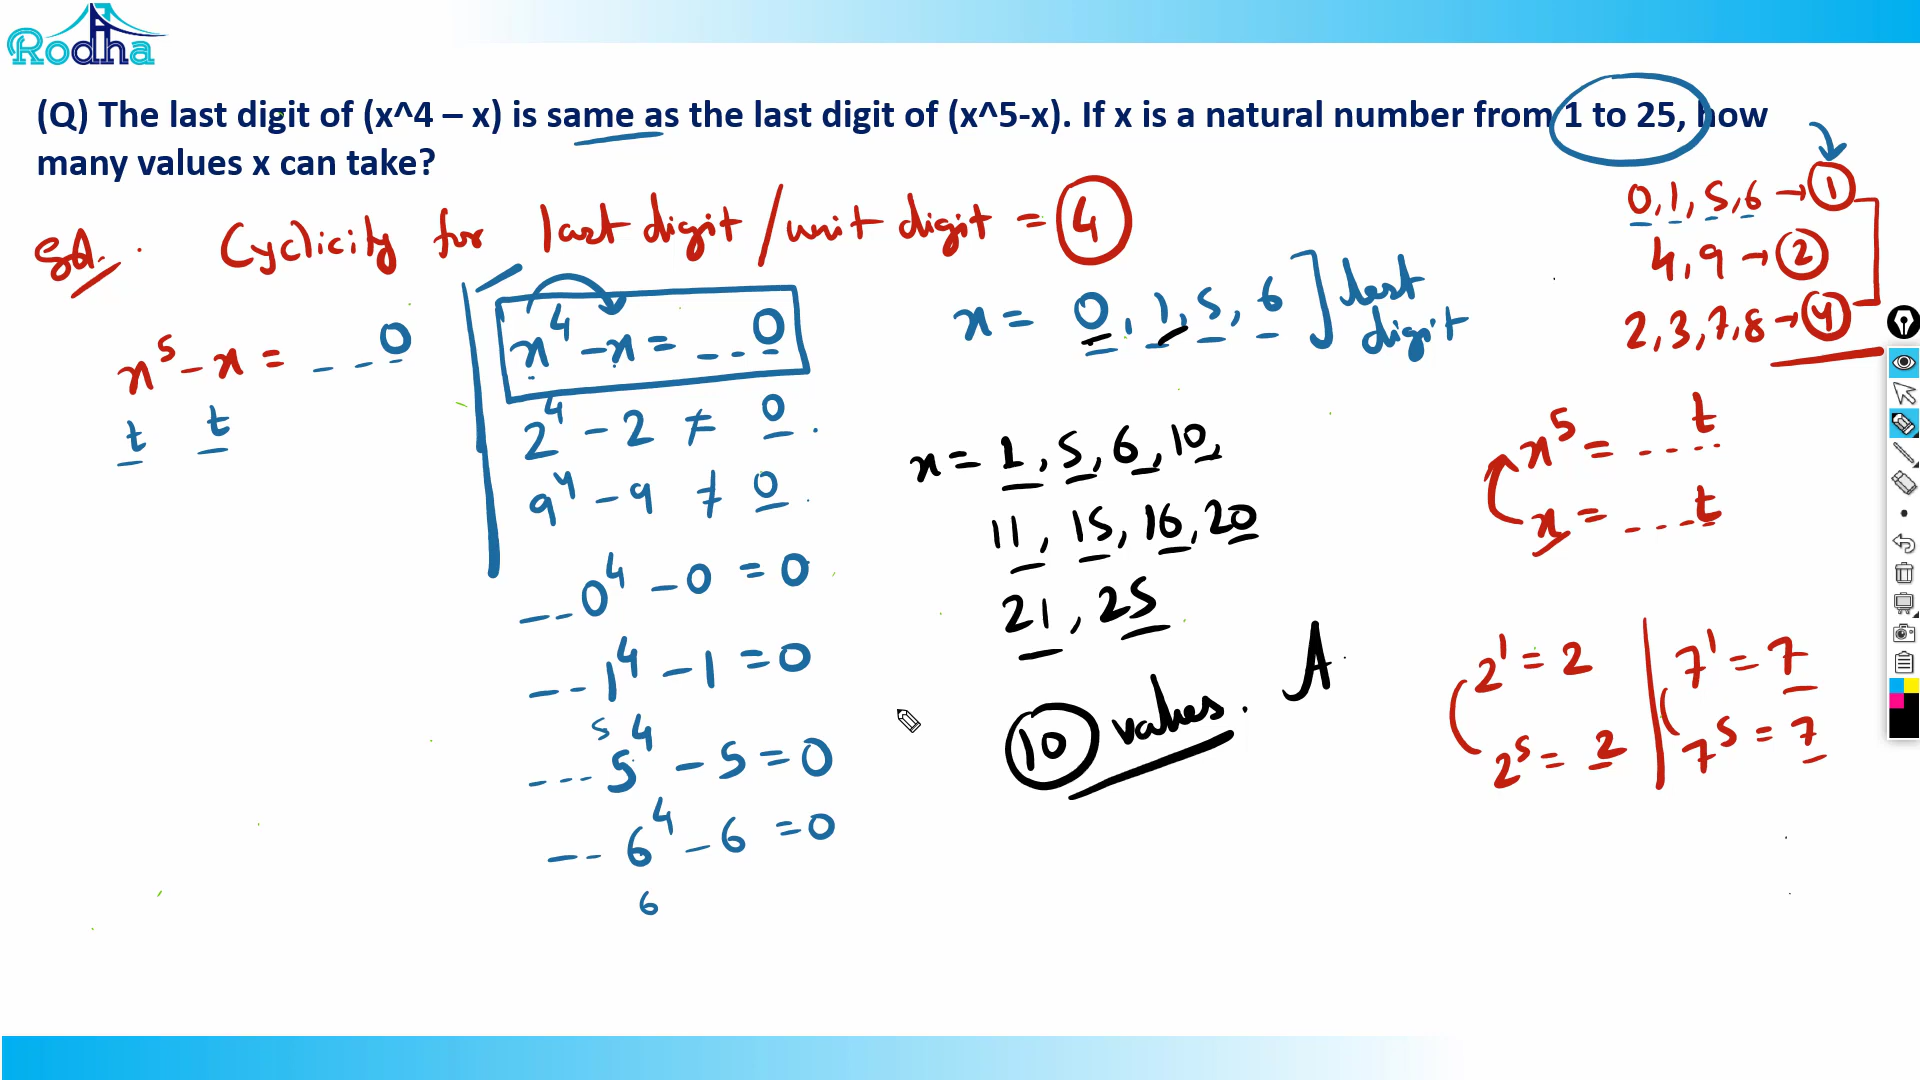 Rodha
(Q) The last digit of (x^4 – x) is same as the last digit of (x^5-x). If x is a natural number from 1 to 25, how
many values x can take?
Sol. Cyclicity for last digit / unit digit = 4
0, 1, 5, 6 → 1
4, 9 → 2
2, 3, 7, 8 → 4
x^5 - x = _ _ 0
t t
x^4 - x = _ _ 0
2^4 - 2 ≠ 0
9^4 - 9 ≠ 0
_ _ 0^4 - 0 = 0
_ _ 1^4 - 1 = 0
5
_ _ _ 5^4 - 5 = 0
_ _ 6^4 - 6 = 0
6
x = 0, 1, 5, 6 ] last
digit
x = 1, 5, 6, 10,
11, 15, 16, 20
21, 25
10 values. A
x^5 = _ _ _ t
x = _ _ _ t
2^1 = 2 | 7^1 = 7
2^5 = 2 | 7^5 = 7